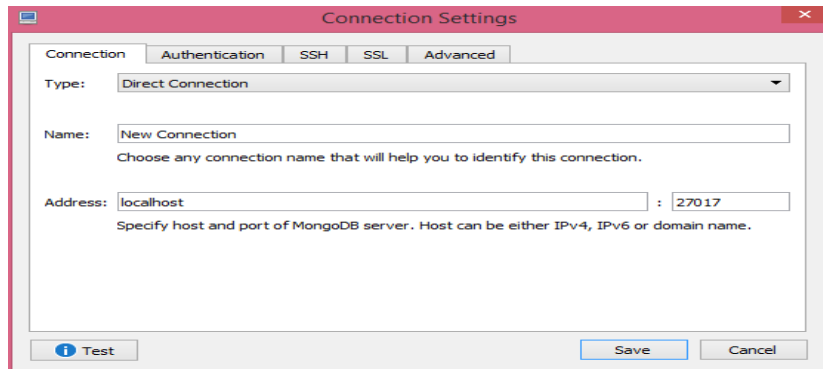 Connection Settings
Connection Authentication SSH SSL Advanced
Type: Direct Connection
Name: New Connection
Choose any connection name that will help you to identify this connection.
Address: localhost : 27017
Specify host and port of MongoDB server. Host can be either IPv4, IPv6 or domain name.
Test Save Cancel